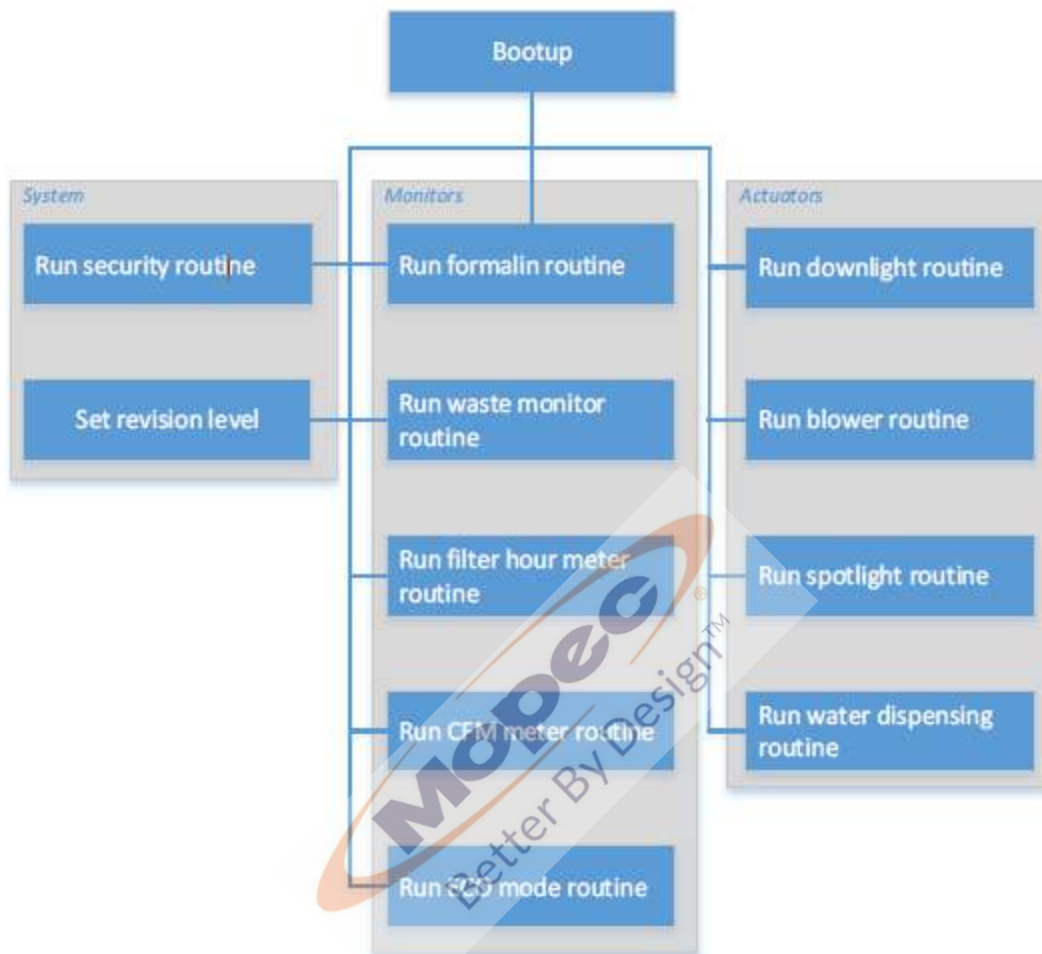 Bootup
System
Run security routine
Set revision level
Monitors
Run formalin routine
Run waste monitor
routine
Run filter hour meter
routine
Run CFM meter routine
Run ECO mode routine
Actuators
Run downlight routine
Run blower routine
Run spotlight routine
Run water dispensing
routine
Mopec®
Better By Design™